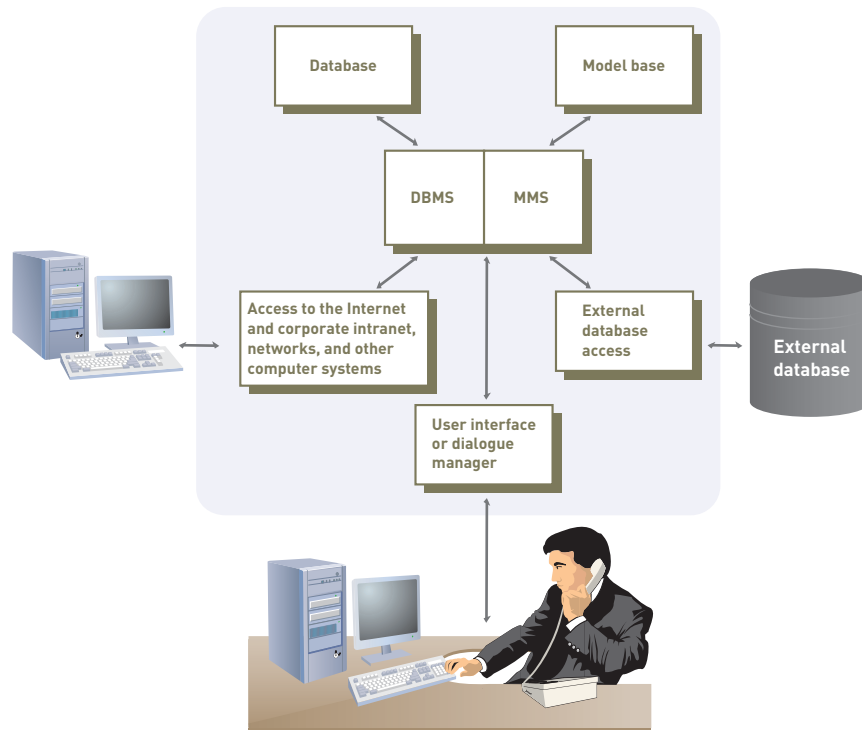 Database
Model base
DBMS
MMS
Access to the Internet
and corporate intranet,
networks, and other
computer systems
External
database
access
External
database
User interface
or dialogue
manager